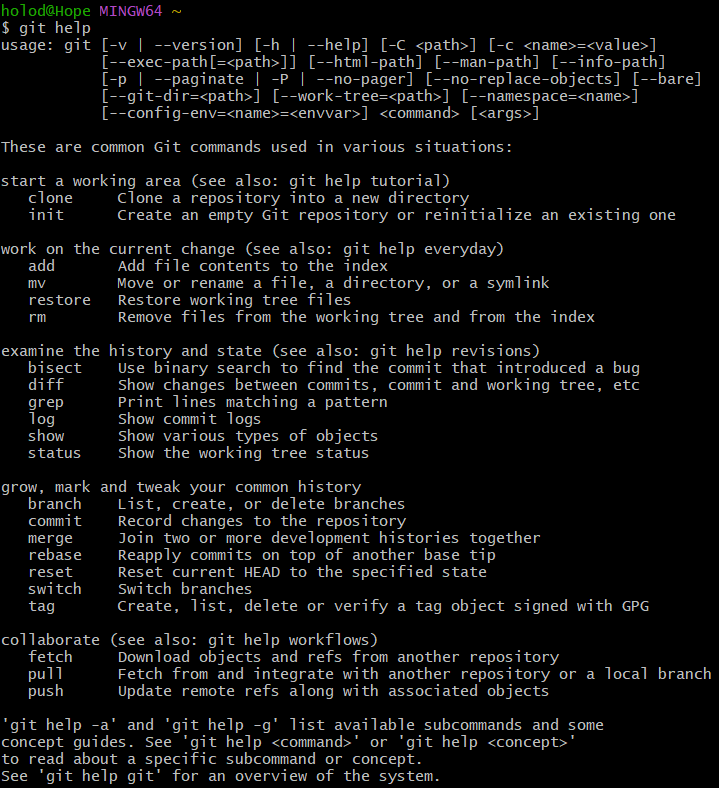 holod@Hope MINGW64 ~
$ git help
usage: git [-v | --version] [-h | --help] [-C <path>] [-c <name>=<value>]
           [--exec-path[=<path>]] [--html-path] [--man-path] [--info-path]
           [-p | --paginate | -P | --no-pager] [--no-replace-objects] [--bare]
           [--git-dir=<path>] [--work-tree=<path>] [--namespace=<name>]
           [--config-env=<name>=<envvar>] <command> [<args>]

These are common Git commands used in various situations:

start a working area (see also: git help tutorial)
   clone     Clone a repository into a new directory
   init      Create an empty Git repository or reinitialize an existing one

work on the current change (see also: git help everyday)
   add       Add file contents to the index
   mv        Move or rename a file, a directory, or a symlink
   restore   Restore working tree files
   rm        Remove files from the working tree and from the index

examine the history and state (see also: git help revisions)
   bisect    Use binary search to find the commit that introduced a bug
   diff      Show changes between commits, commit and working tree, etc
   grep      Print lines matching a pattern
   log       Show commit logs
   show      Show various types of objects
   status    Show the working tree status

grow, mark and tweak your common history
   branch    List, create, or delete branches
   commit    Record changes to the repository
   merge     Join two or more development histories together
   rebase    Reapply commits on top of another base tip
   reset     Reset current HEAD to the specified state
   switch    Switch branches
   tag       Create, list, delete or verify a tag object signed with GPG

collaborate (see also: git help workflows)
   fetch     Download objects and refs from another repository
   pull      Fetch from and integrate with another repository or a local branch
   push      Update remote refs along with associated objects

'git help -a' and 'git help -g' list available subcommands and some
concept guides. See 'git help <command>' or 'git help <concept>'
to read about a specific subcommand or concept.
See 'git help git' for an overview of the system.